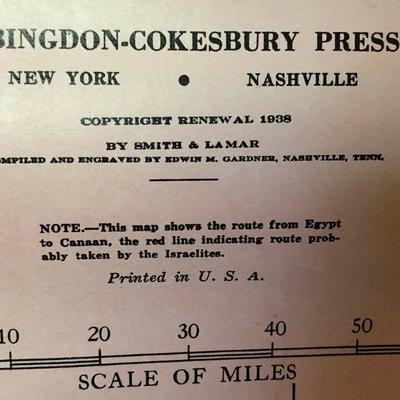 BINGDON-COKESBURY PRESS
NEW YORK • NASHVILLE
COPYRIGHT RENEWAL 1938
BY SMITH & LAMAR
OMPILED AND ENGRAVED BY EDWIN M. GARDNER, NASHVILLE, TENN.
NOTE.—This map shows the route from Egypt
to Canaan, the red line indicating route prob-
ably taken by the Israelites.
Printed in U. S. A.
10 20 30 40 50
SCALE OF MILES